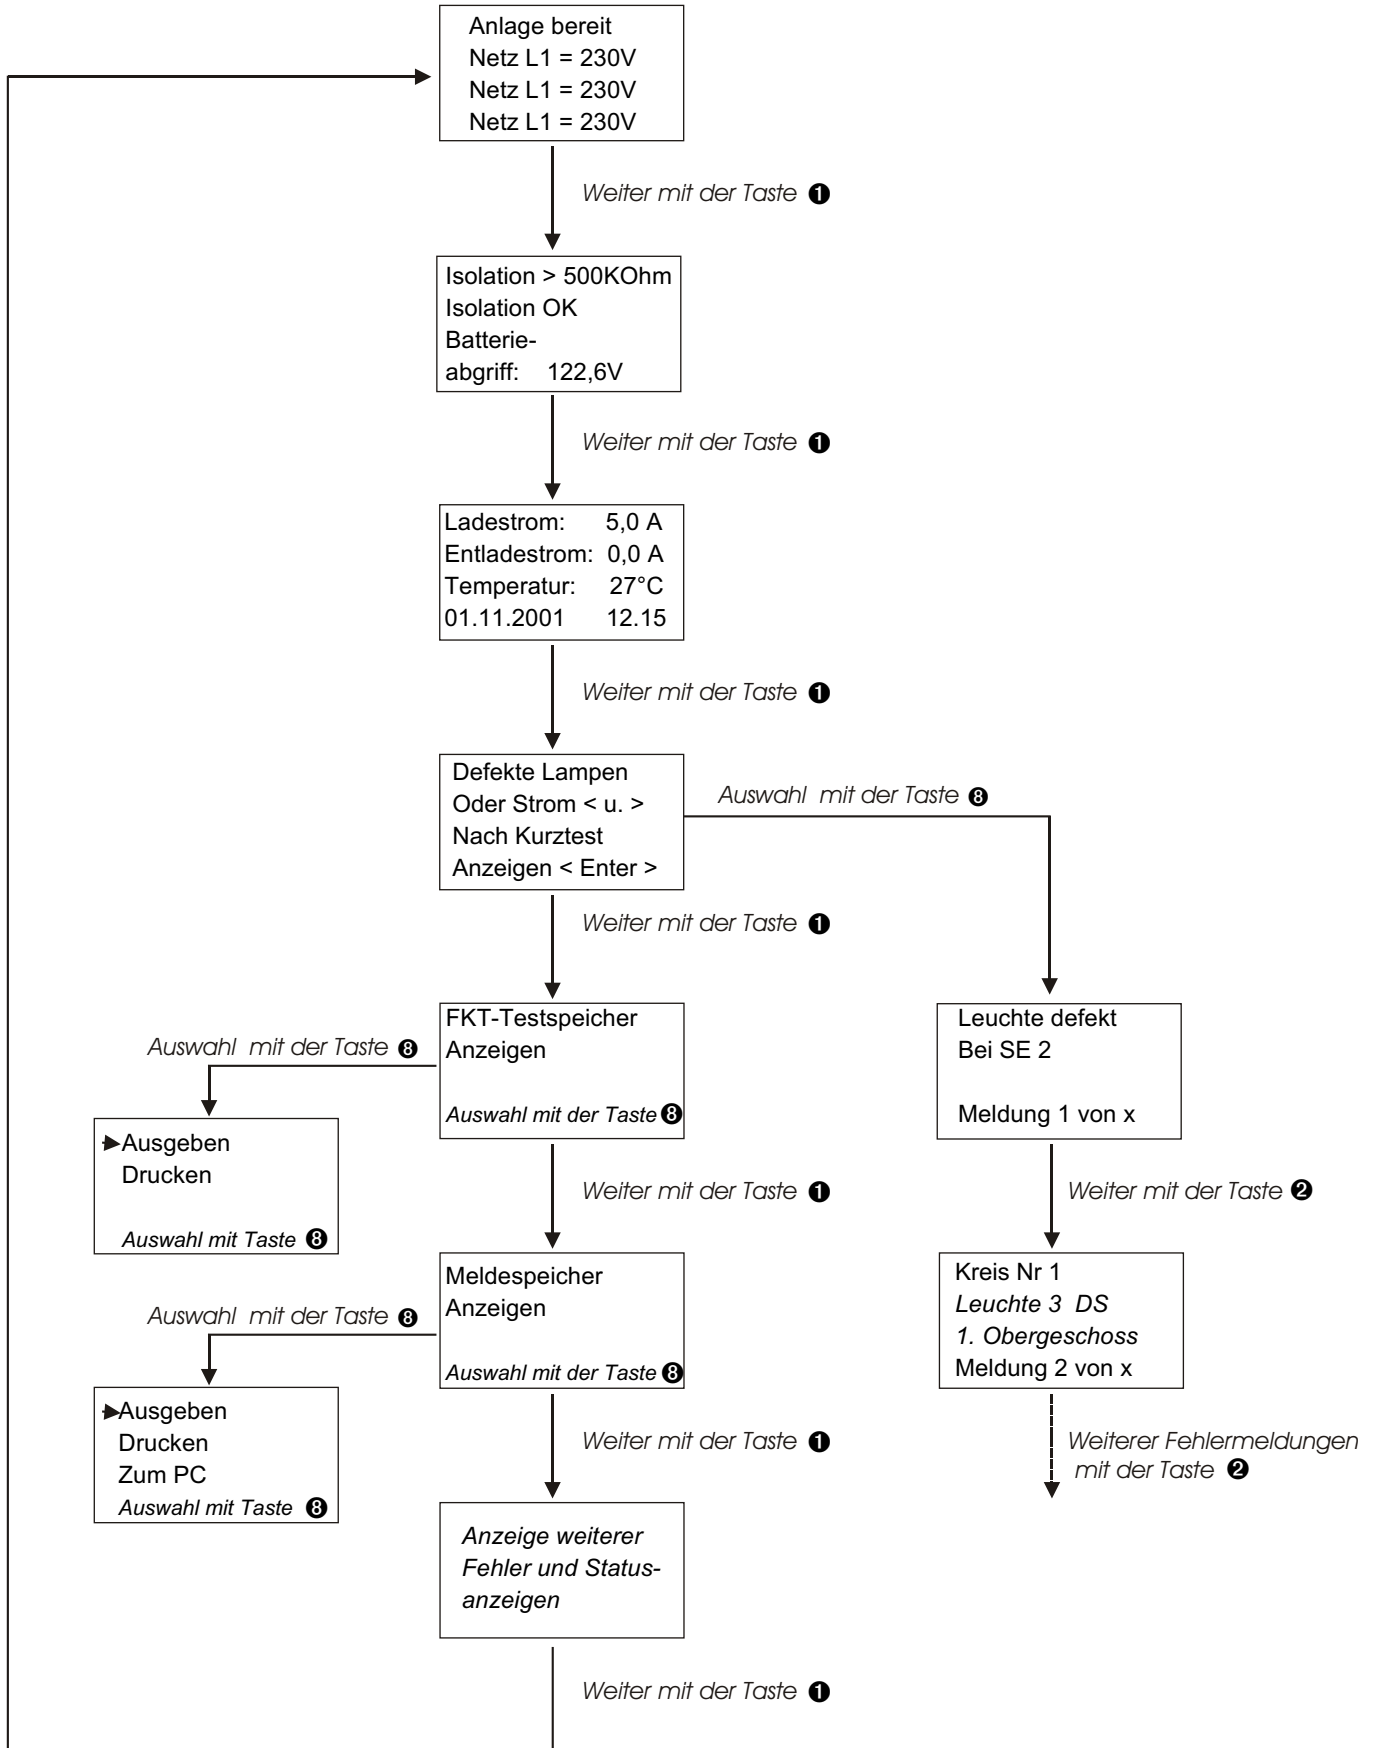 Anlage bereit
Netz L1 = 230V
Netz L1 = 230V
Netz L1 = 230V
Weiter mit der Taste ❶
Isolation > 500KOhm
Isolation OK
Batterie-
abgriff: 122,6V
Weiter mit der Taste ❶
Ladestrom: 5,0 A
Entladestrom: 0,0 A
Temperatur: 27°C
01.11.2001 12.15
Weiter mit der Taste ❶
Defekte Lampen
Oder Strom < u. >
Nach Kurztest
Anzeigen < Enter >
Auswahl mit der Taste ❽
Weiter mit der Taste ❶
FKT-Testspeicher
Anzeigen
Auswahl mit der Taste ❽
Auswahl mit der Taste ❽
Ausgeben
Drucken
Auswahl mit Taste ❽
Leuchte defekt
Bei SE 2
Meldung 1 von x
Weiter mit der Taste ❶
Weiter mit der Taste ❷
Meldespeicher
Anzeigen
Auswahl mit der Taste ❽
Auswahl mit der Taste ❽
Ausgeben
Drucken
Zum PC
Auswahl mit Taste ❽
Kreis Nr 1
Leuchte 3 DS
1. Obergeschoss
Meldung 2 von x
Weiter mit der Taste ❶
Weiterer Fehlermeldungen
mit der Taste ❷
Anzeige weiterer
Fehler und Status-
anzeigen
Weiter mit der Taste ❶